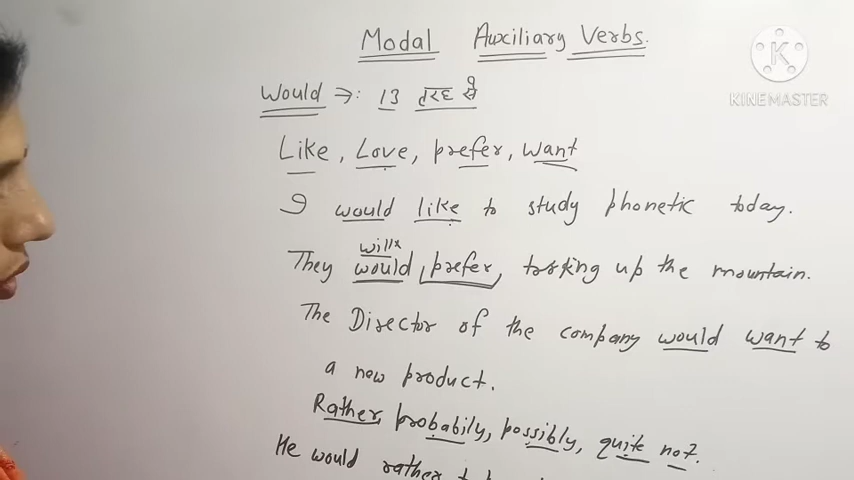 Modal Auxiliary Verbs.
KINEMASTER
Would →: 13 तरह से
Like, Love, prefer, want
I would like to study phonetic today.
willx
They would prefer, up the mountain.
The Director of the company would want to
a new product.
Rather, probabily, possibly, quite not.
He would rather